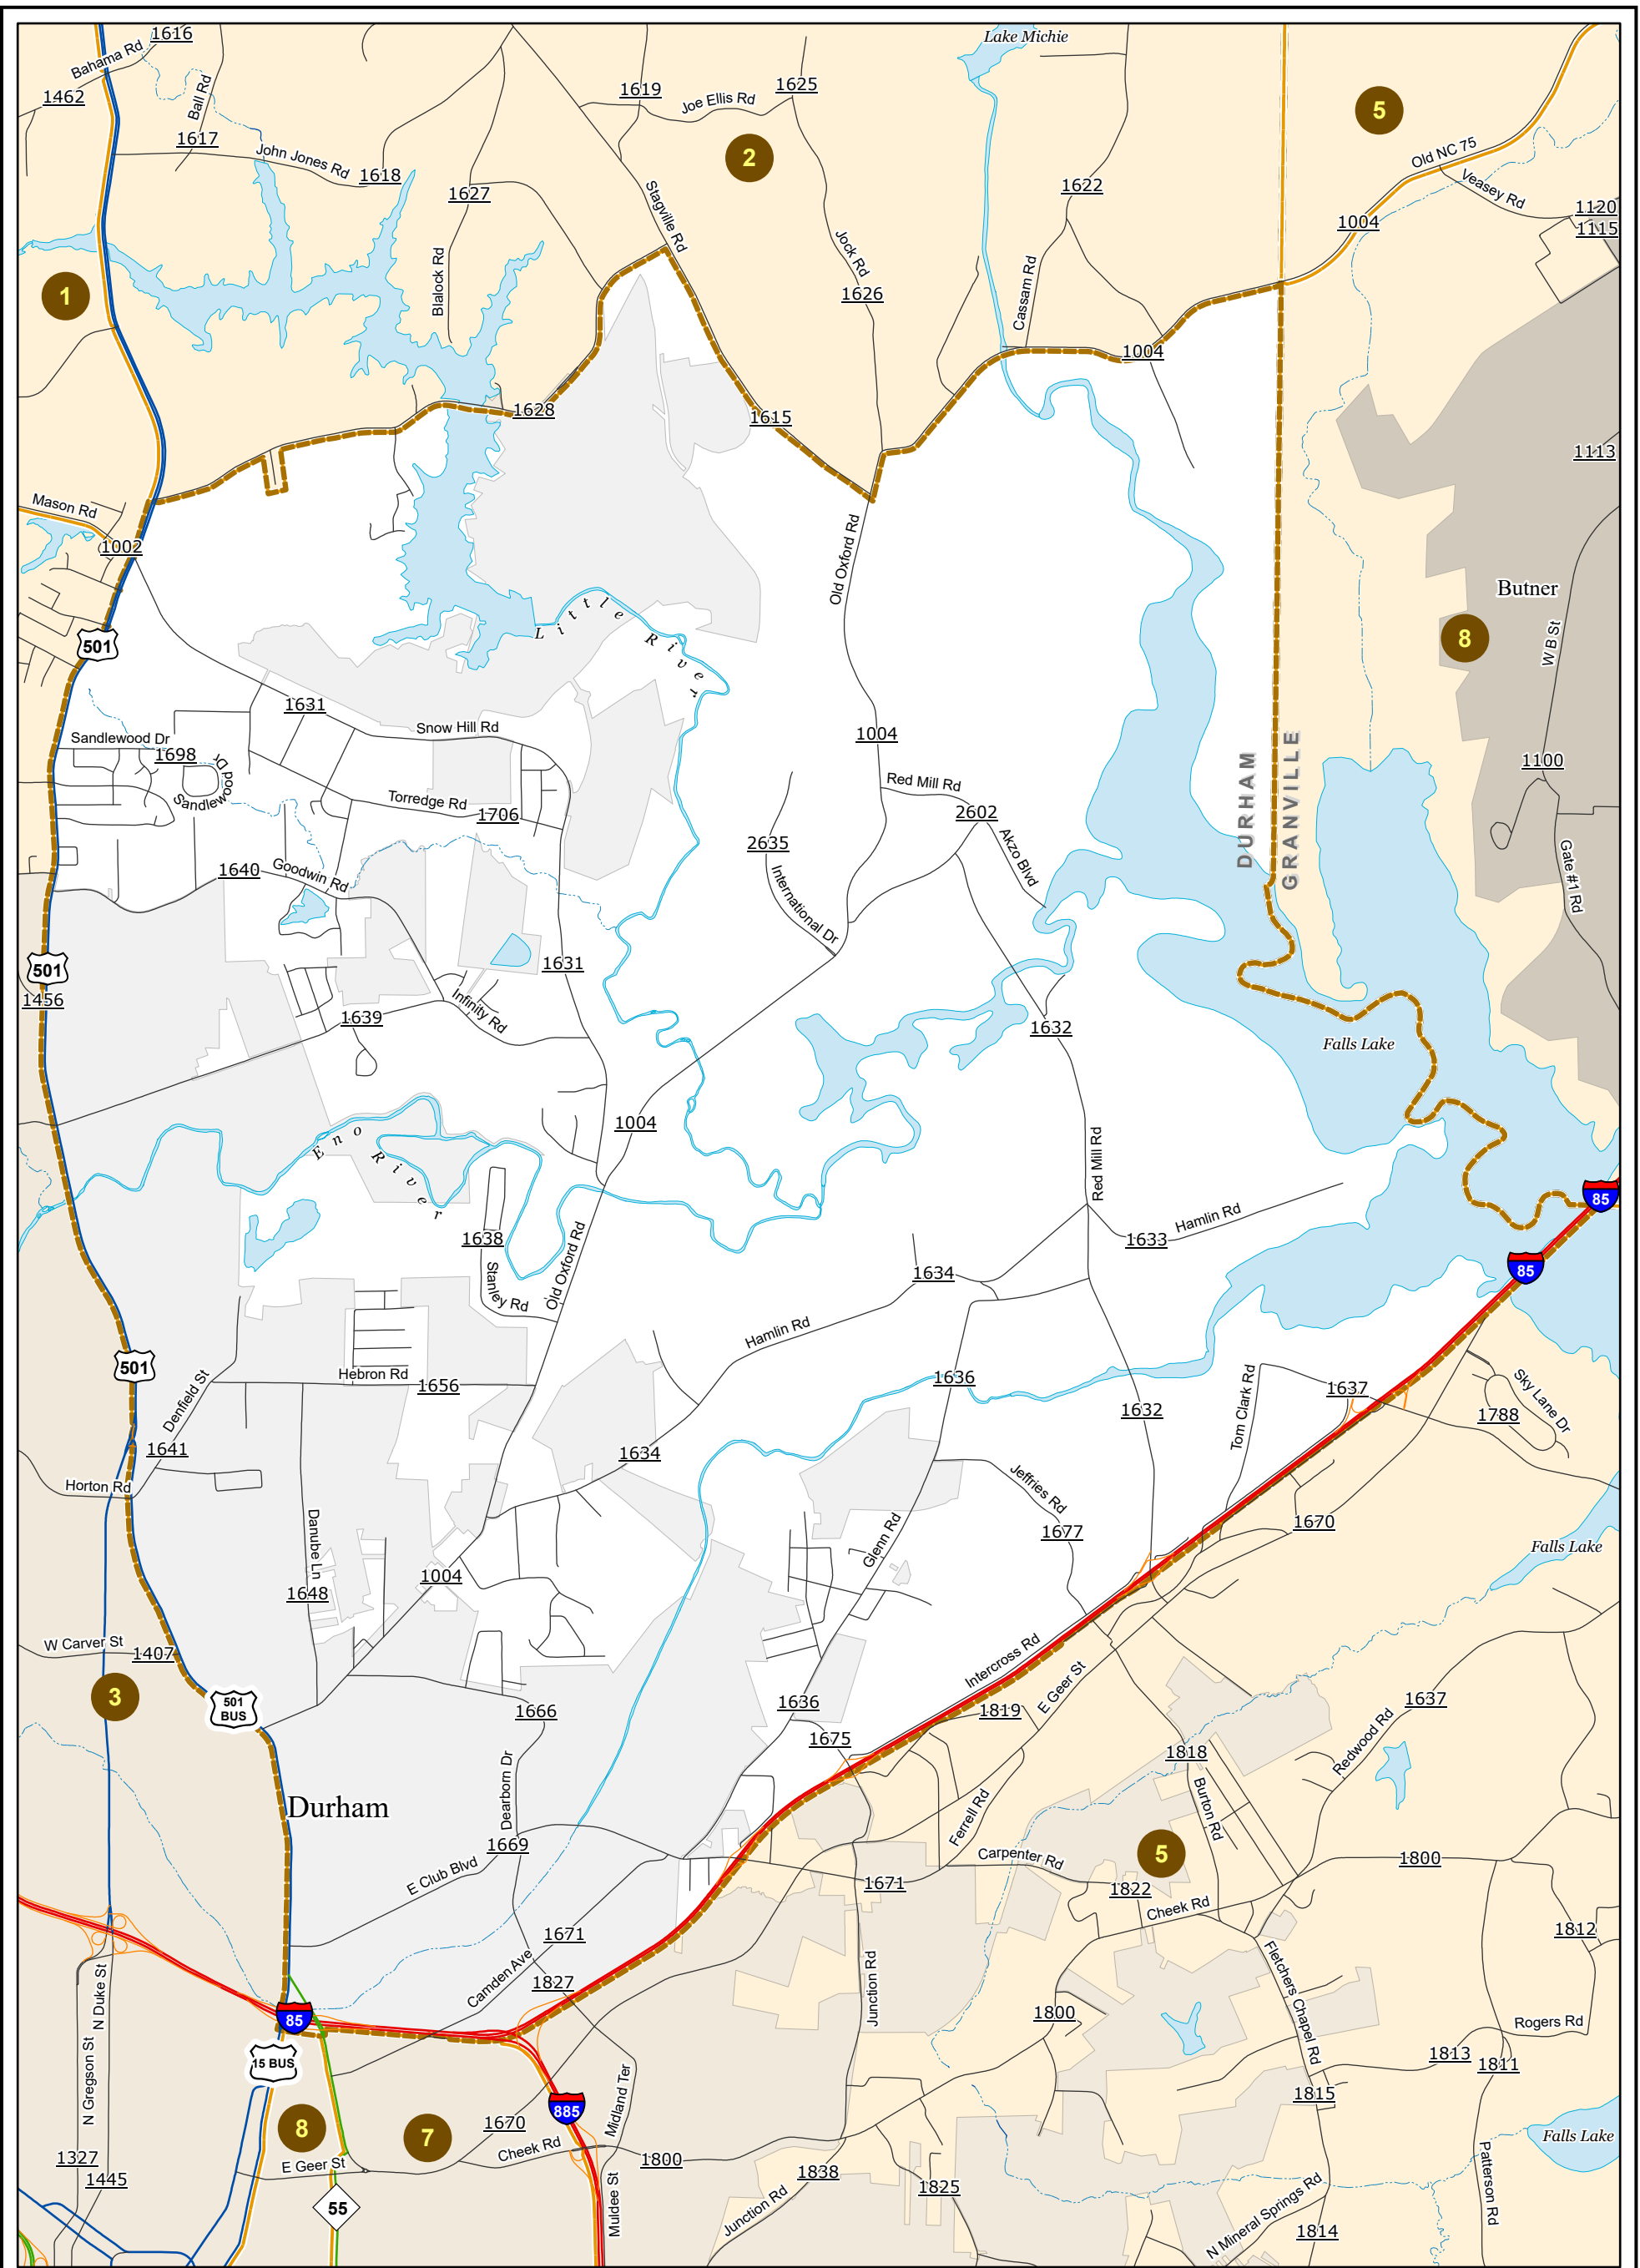 1616
Lake Michie
Bahama Rd
1462
Ball Rd
1617
John Jones Rd
1618
1627
1619
Joe Ellis Rd
1625
2
5
Old NC 75
Veasey Rd
1120
1115
1004
1622
Stagville Rd
Jock Rd
1626
Cassam Rd
Blalock Rd
1
1628
1615
1004
1113
Mason Rd
1002
Old Oxford Rd
Butner
8
W B St
501
Little River
1631
Snow Hill Rd
Sandlewood Dr
1698
Sandlewood Dr
1004
Red Mill Rd
2602
DURHAM
GRANVILLE
1100
Torredge Rd
1706
2635
Akzo Blvd
1640
Goodwin Rd
International Dr
Gate #1 Rd
501
1456
1631
Infinity Rd
1639
1632
Falls Lake
Eno River
1004
Red Mill Rd
85
1638
Stanley Rd
Old Oxford Rd
1633
Hamlin Rd
1634
85
Hamlin Rd
501
Hebron Rd
1656
1636
1632
Tom Clark Rd
1637
1788
Sky Lane Dr
Denfield St
1641
1634
Horton Rd
Jeffries Rd
1677
1670
Danube Ln
1648
1004
Glenn Rd
Falls Lake
W Carver St
1407
3
501
BUS
Intercross Rd
E Geer St
1666
1636
1675
1819
1637
Redwood Rd
1818
Burton Rd
Durham
Dearborn Dr
1669
E Club Blvd
Ferrell Rd
Carpenter Rd
5
1800
1671
1822
Cheek Rd
1812
1671
Camden Ave
1827
Junction Rd
Fletchers Chapel Rd
N Duke St
N Gregson St
85
15 BUS
1800
Rogers Rd
1813
1811
1815
885
Midland Ter
8
7
1670
Cheek Rd
1800
E Geer St
1327
1445
55
Muldee St
1838
Junction Rd
1825
Falls Lake
Patterson Rd
N Mineral Springs Rd
1814